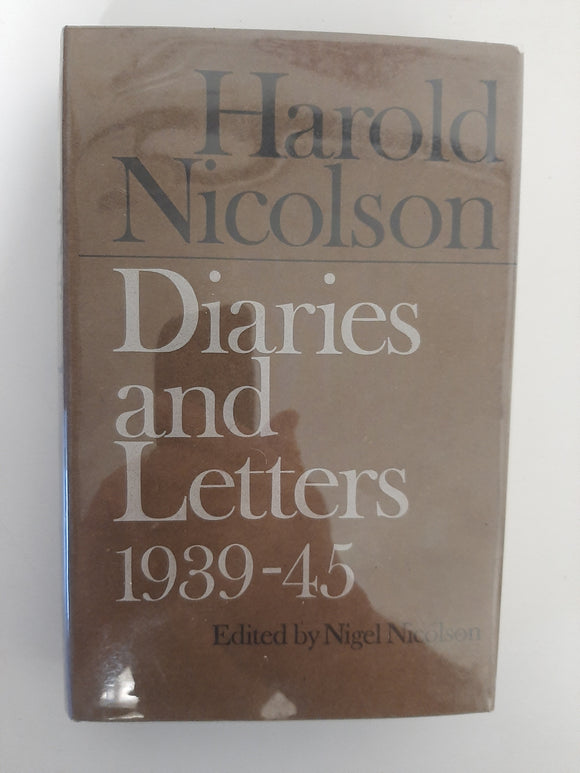 Harold
Nicolson
Diaries
and
Letters
1939-45
Edited by Nigel Nicolson